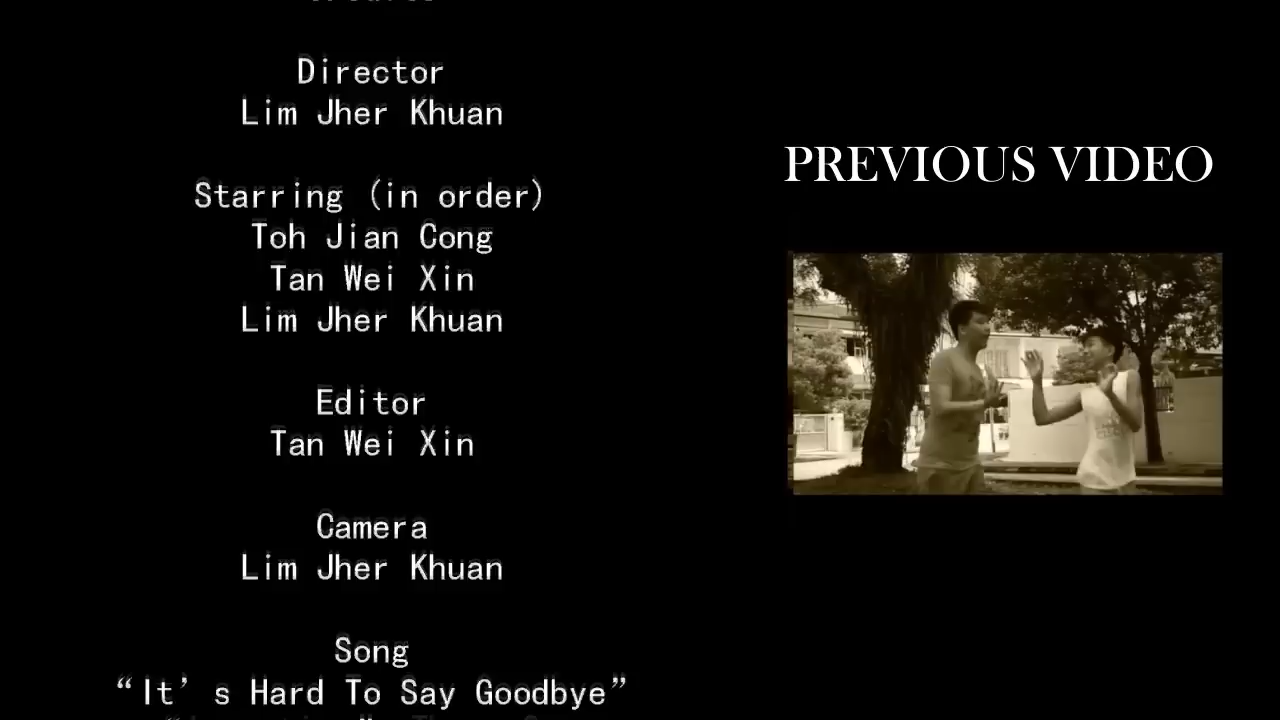 Director
Lim Jher Khuan
Starring (in order)
Toh Jian Cong
Tan Wei Xin
Lim Jher Khuan
Editor
Tan Wei Xin
Camera
Lim Jher Khuan
Song
“It’s Hard To Say Goodbye”
PREVIOUS VIDEO